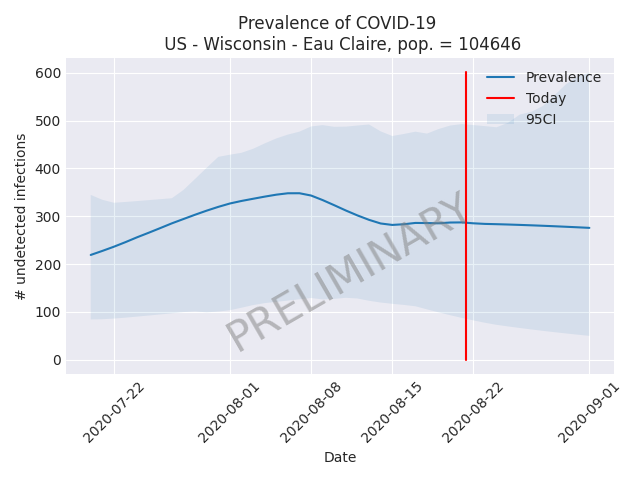 Prevalence of COVID-19
US - Wisconsin - Eau Claire, pop. = 104646
Prevalence
Today
95CI
# undetected infections
600
500
400
300
200
100
0
PRELIMINARY
2020-07-22
2020-08-01
2020-08-08
2020-08-15
2020-08-22
2020-09-01
Date